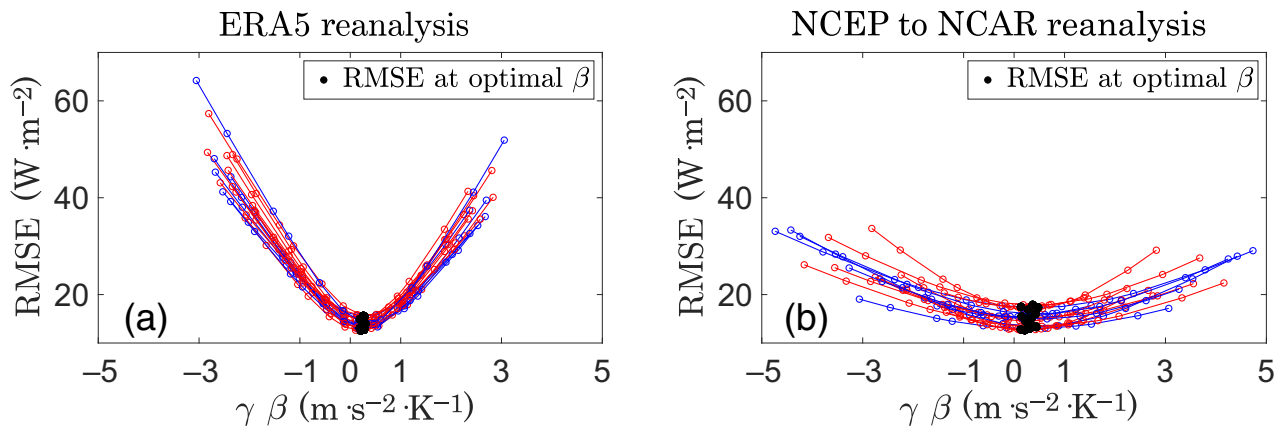 ERA5 reanalysis
RMSE (W·m−2)
60
40
20
RMSE at optimal β
(a)
−5 −3 −1 0 1 3 5
γ β (m·s−2·K−1)
NCEP to NCAR reanalysis
RMSE (W·m−2)
60
40
20
RMSE at optimal β
(b)
−5 −3 −1 0 1 3 5
γ β (m·s−2·K−1)